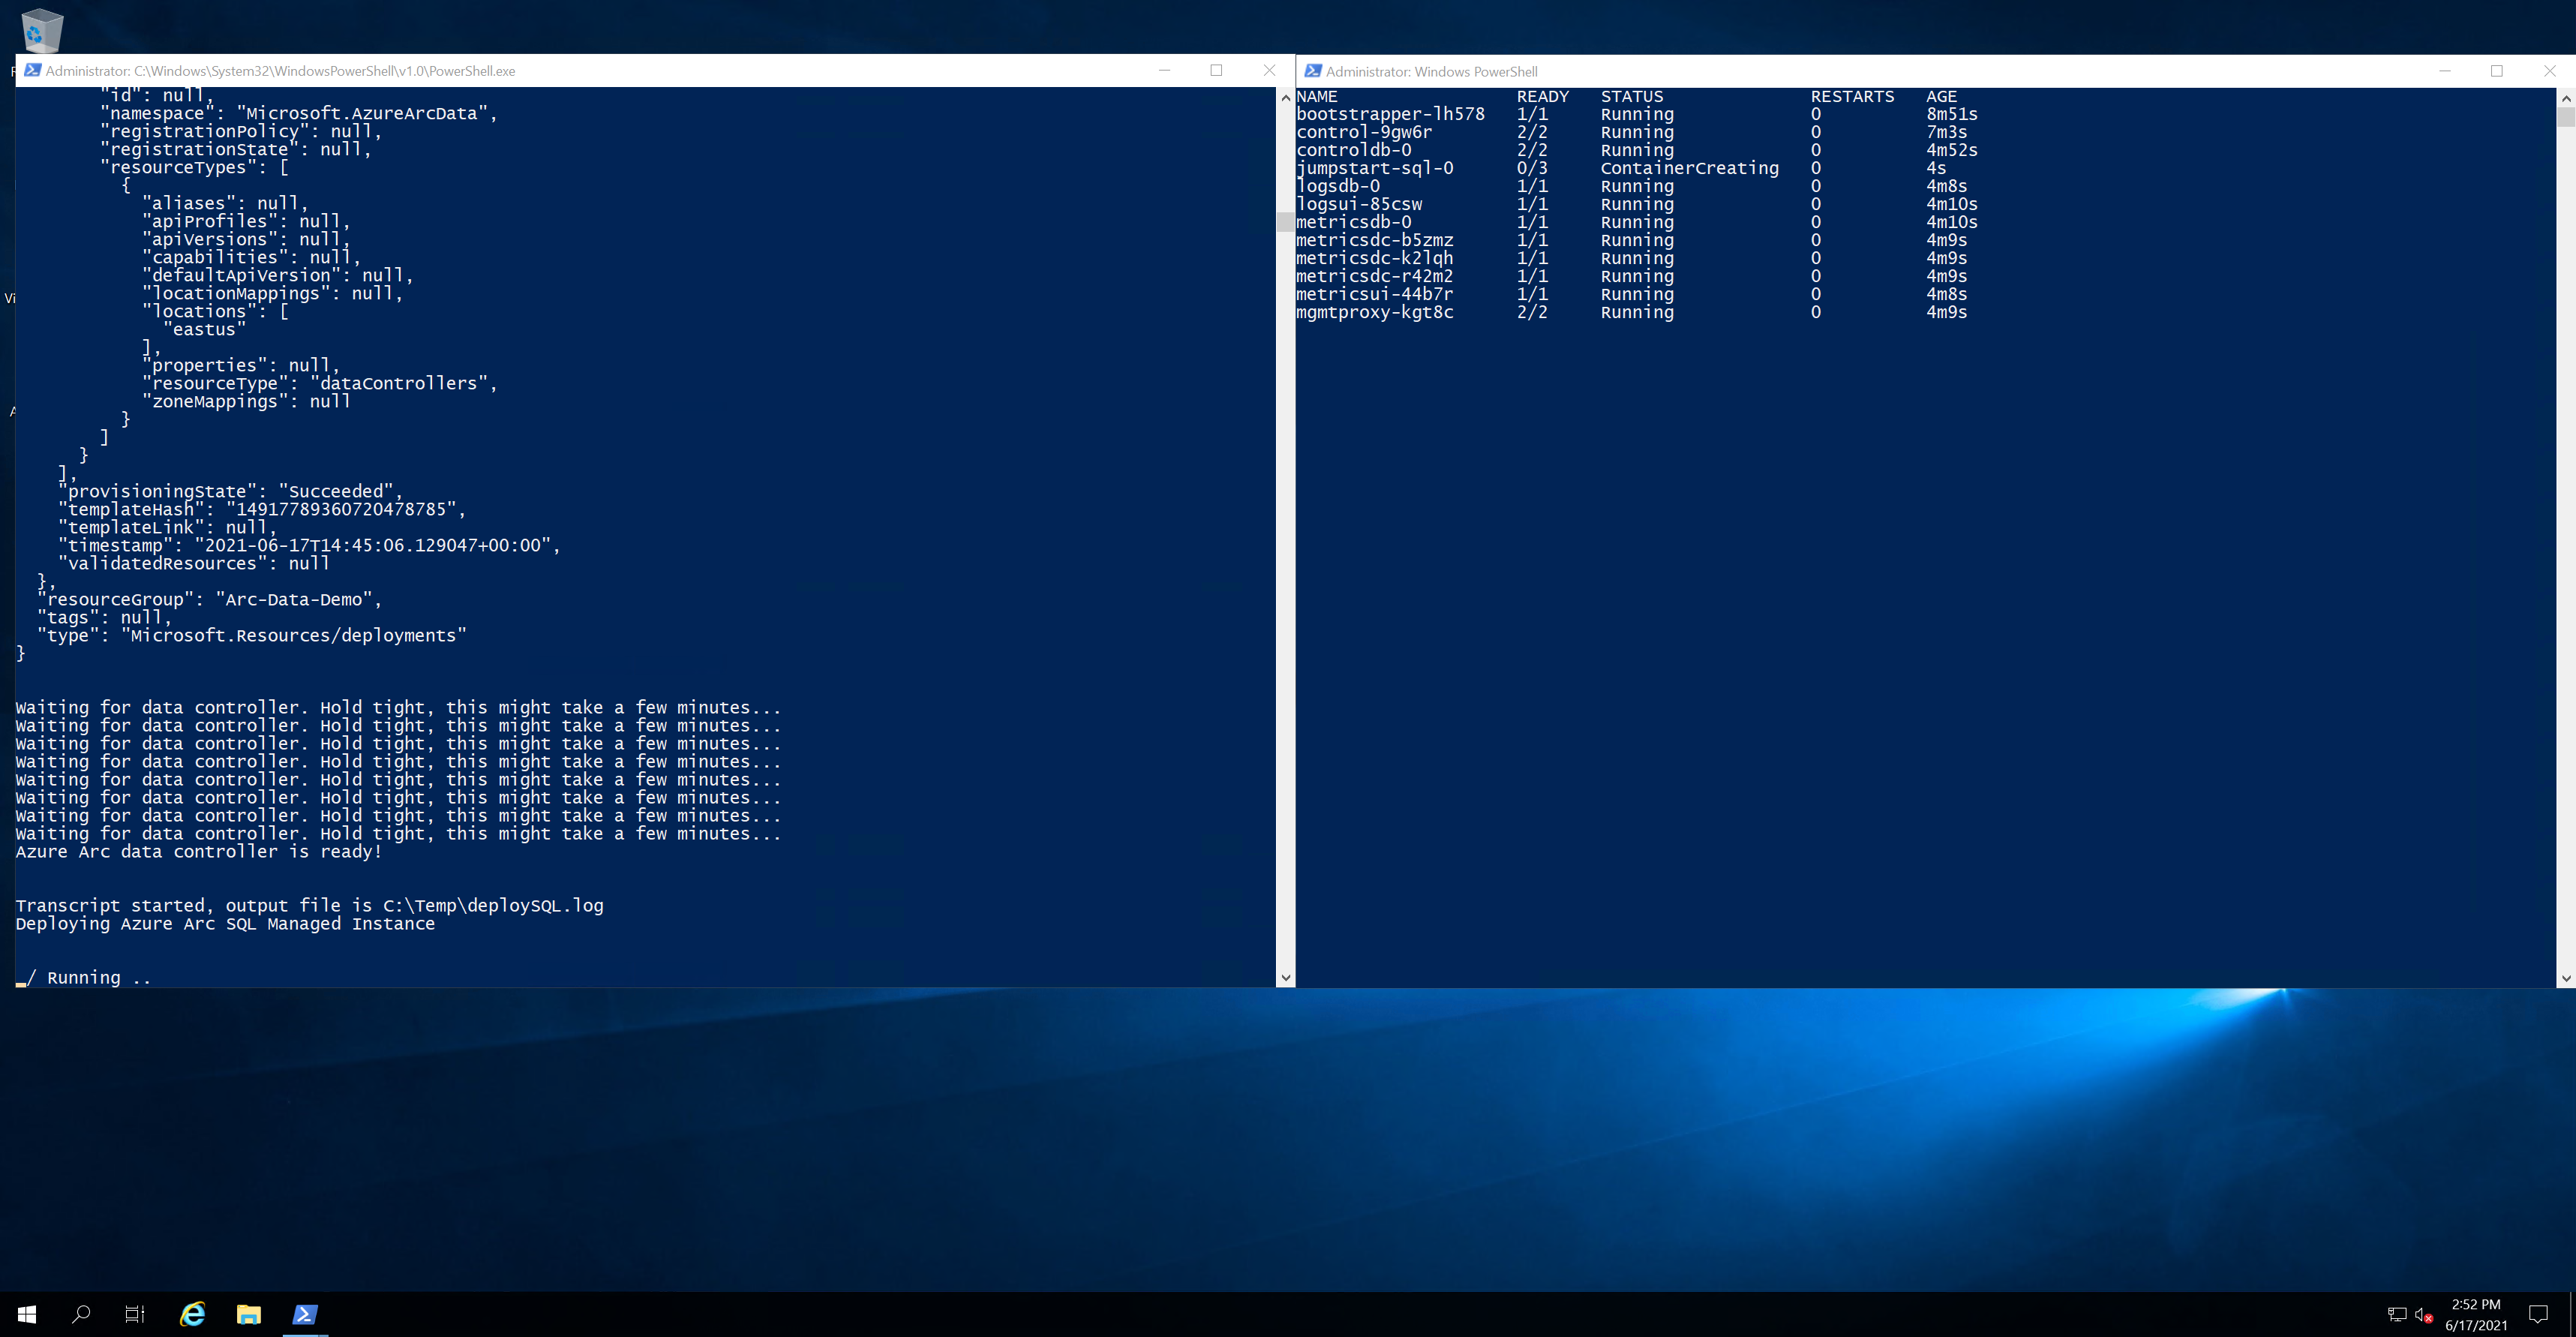 Administrator: C:\Windows\System32\WindowsPowerShell\v1.0\PowerShell.exe
        "id": null,
        "namespace": "Microsoft.AzureArcData",
        "registrationPolicy": null,
        "registrationState": null,
        "resourceTypes": [
          {
            "aliases": null,
            "apiProfiles": null,
            "apiVersions": null,
            "capabilities": null,
            "defaultApiVersion": null,
            "locationMappings": null,
            "locations": [
              "eastus"
            ],
            "properties": null,
            "resourceType": "dataControllers",
            "zoneMappings": null
          }
        ]
      }
    ],
    "provisioningState": "Succeeded",
    "templateHash": "14917789360720478785",
    "templateLink": null,
    "timestamp": "2021-06-17T14:45:06.129047+00:00",
    "validatedResources": null
  },
  "resourceGroup": "Arc-Data-Demo",
  "tags": null,
  "type": "Microsoft.Resources/deployments"
}
Waiting for data controller. Hold tight, this might take a few minutes...
Waiting for data controller. Hold tight, this might take a few minutes...
Waiting for data controller. Hold tight, this might take a few minutes...
Waiting for data controller. Hold tight, this might take a few minutes...
Waiting for data controller. Hold tight, this might take a few minutes...
Waiting for data controller. Hold tight, this might take a few minutes...
Waiting for data controller. Hold tight, this might take a few minutes...
Waiting for data controller. Hold tight, this might take a few minutes...
Azure Arc data controller is ready!
Transcript started, output file is C:\Temp\deploySQL.log
Deploying Azure Arc SQL Managed Instance
/ Running ..
Administrator: Windows PowerShell
NAME READY STATUS RESTARTS AGE
bootstrapper-lh578 1/1 Running 0 8m51s
control-9gw6r 2/2 Running 0 7m3s
controldb-0 2/2 Running 0 4m52s
jumpstart-sql-0 0/3 ContainerCreating 0 4s
logsdb-0 1/1 Running 0 4m8s
logsui-85csw 1/1 Running 0 4m10s
metricsdb-0 1/1 Running 0 4m10s
metricsdc-b5zmz 1/1 Running 0 4m9s
metricsdc-k2lqh 1/1 Running 0 4m9s
metricsdc-r42m2 1/1 Running 0 4m9s
metricsui-44b7r 1/1 Running 0 4m8s
mgmtproxy-kgt8c 2/2 Running 0 4m9s
2:52 PM
6/17/2021